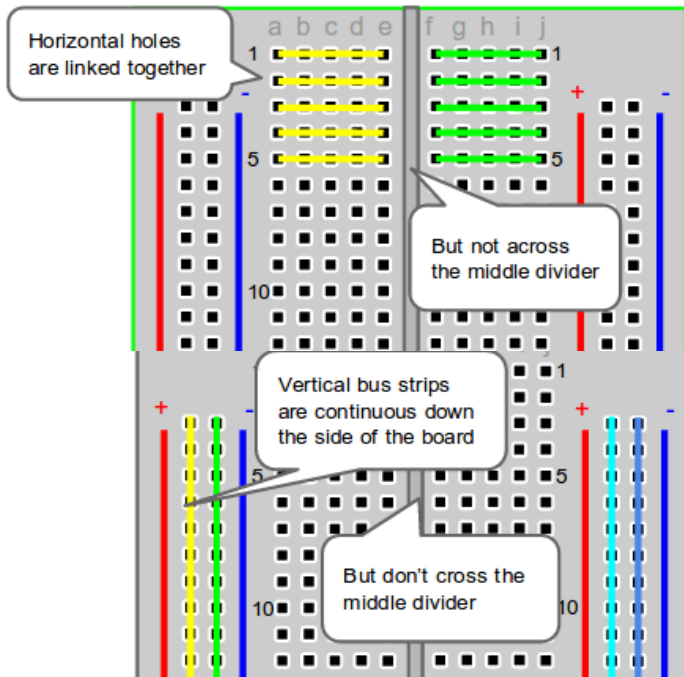 a b c d e f g h i j
Horizontal holes
are linked together
1 1
- + -
5 5
But not across
the middle divider
10
1
Vertical bus strips
are continuous down
the side of the board
+ - + -
5 5
But don't cross the
middle divider
10 10